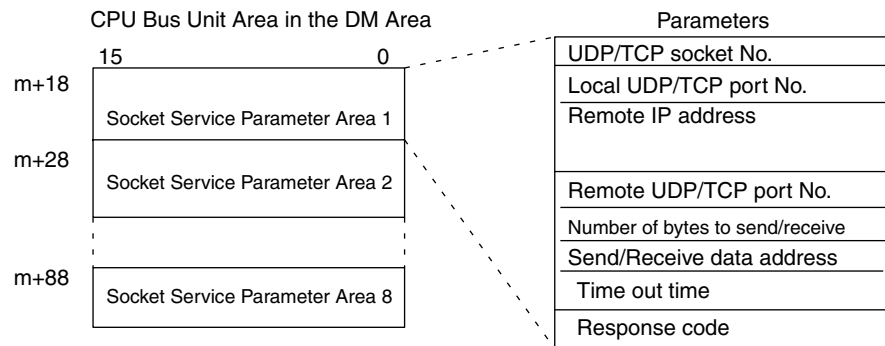 CPU Bus Unit Area in the DM Area
15 0
m+18
Socket Service Parameter Area 1
m+28
Socket Service Parameter Area 2
m+88
Socket Service Parameter Area 8
Parameters
UDP/TCP socket No.
Local UDP/TCP port No.
Remote IP address
Remote UDP/TCP port No.
Number of bytes to send/receive
Send/Receive data address
Time out time
Response code